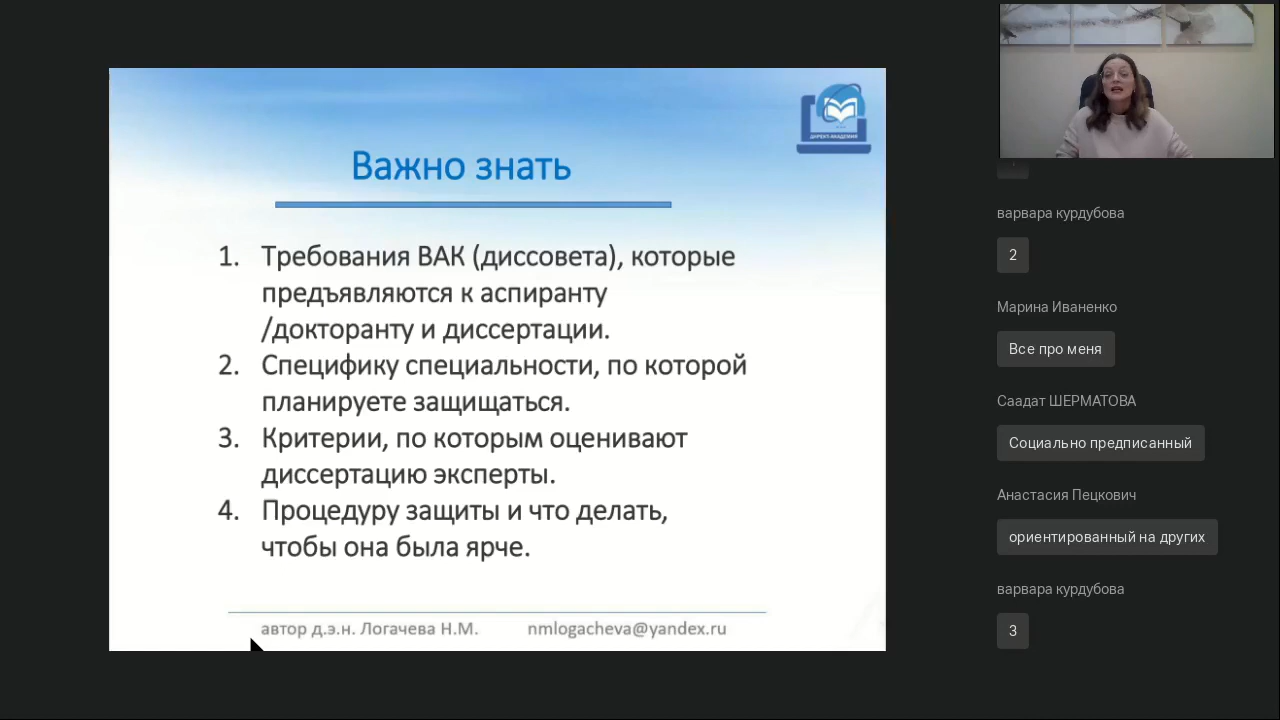 ДИРЕКТ-АКАДЕМИЯ
Важно знать
1. Требования ВАК (диссовета), которые
предъявляются к аспиранту
/докторанту и диссертации.
2. Специфику специальности, по которой
планируете защищаться.
3. Критерии, по которым оценивают
диссертацию эксперты.
4. Процедуру защиты и что делать,
чтобы она была ярче.
автор д.э.н. Логачева Н.М. nmlogacheva@yandex.ru
варвара курдубова
2
Марина Иваненко
Все про меня
Саадат ШЕРМАТОВА
Социально предписанный
Анастасия Пецкович
ориентированный на других
варвара курдубова
3